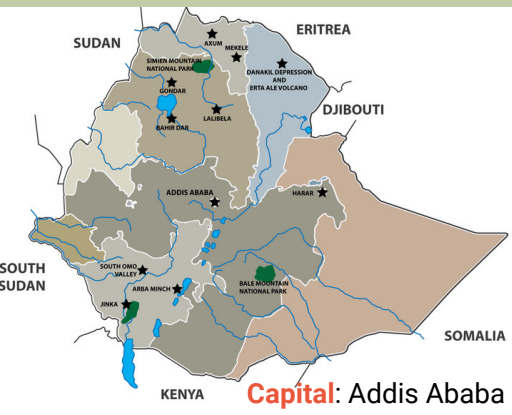 ERITREA
SUDAN
AXUM
MEKELE
SIMIEN MOUNTAIN
NATIONAL PARK
DANAKIL DEPRESSION
AND
ERTA ALE VOLCANO
GONDAR
DJIBOUTI
LALIBELA
BAHIR DAR
ADDIS ABABA
HARAR
SOUTH
SUDAN
SOUTH OMO
VALLEY
ARBA MINCH
BALE MOUNTAIN
NATIONAL PARK
JINKA
SOMALIA
KENYA
Capital: Addis Ababa